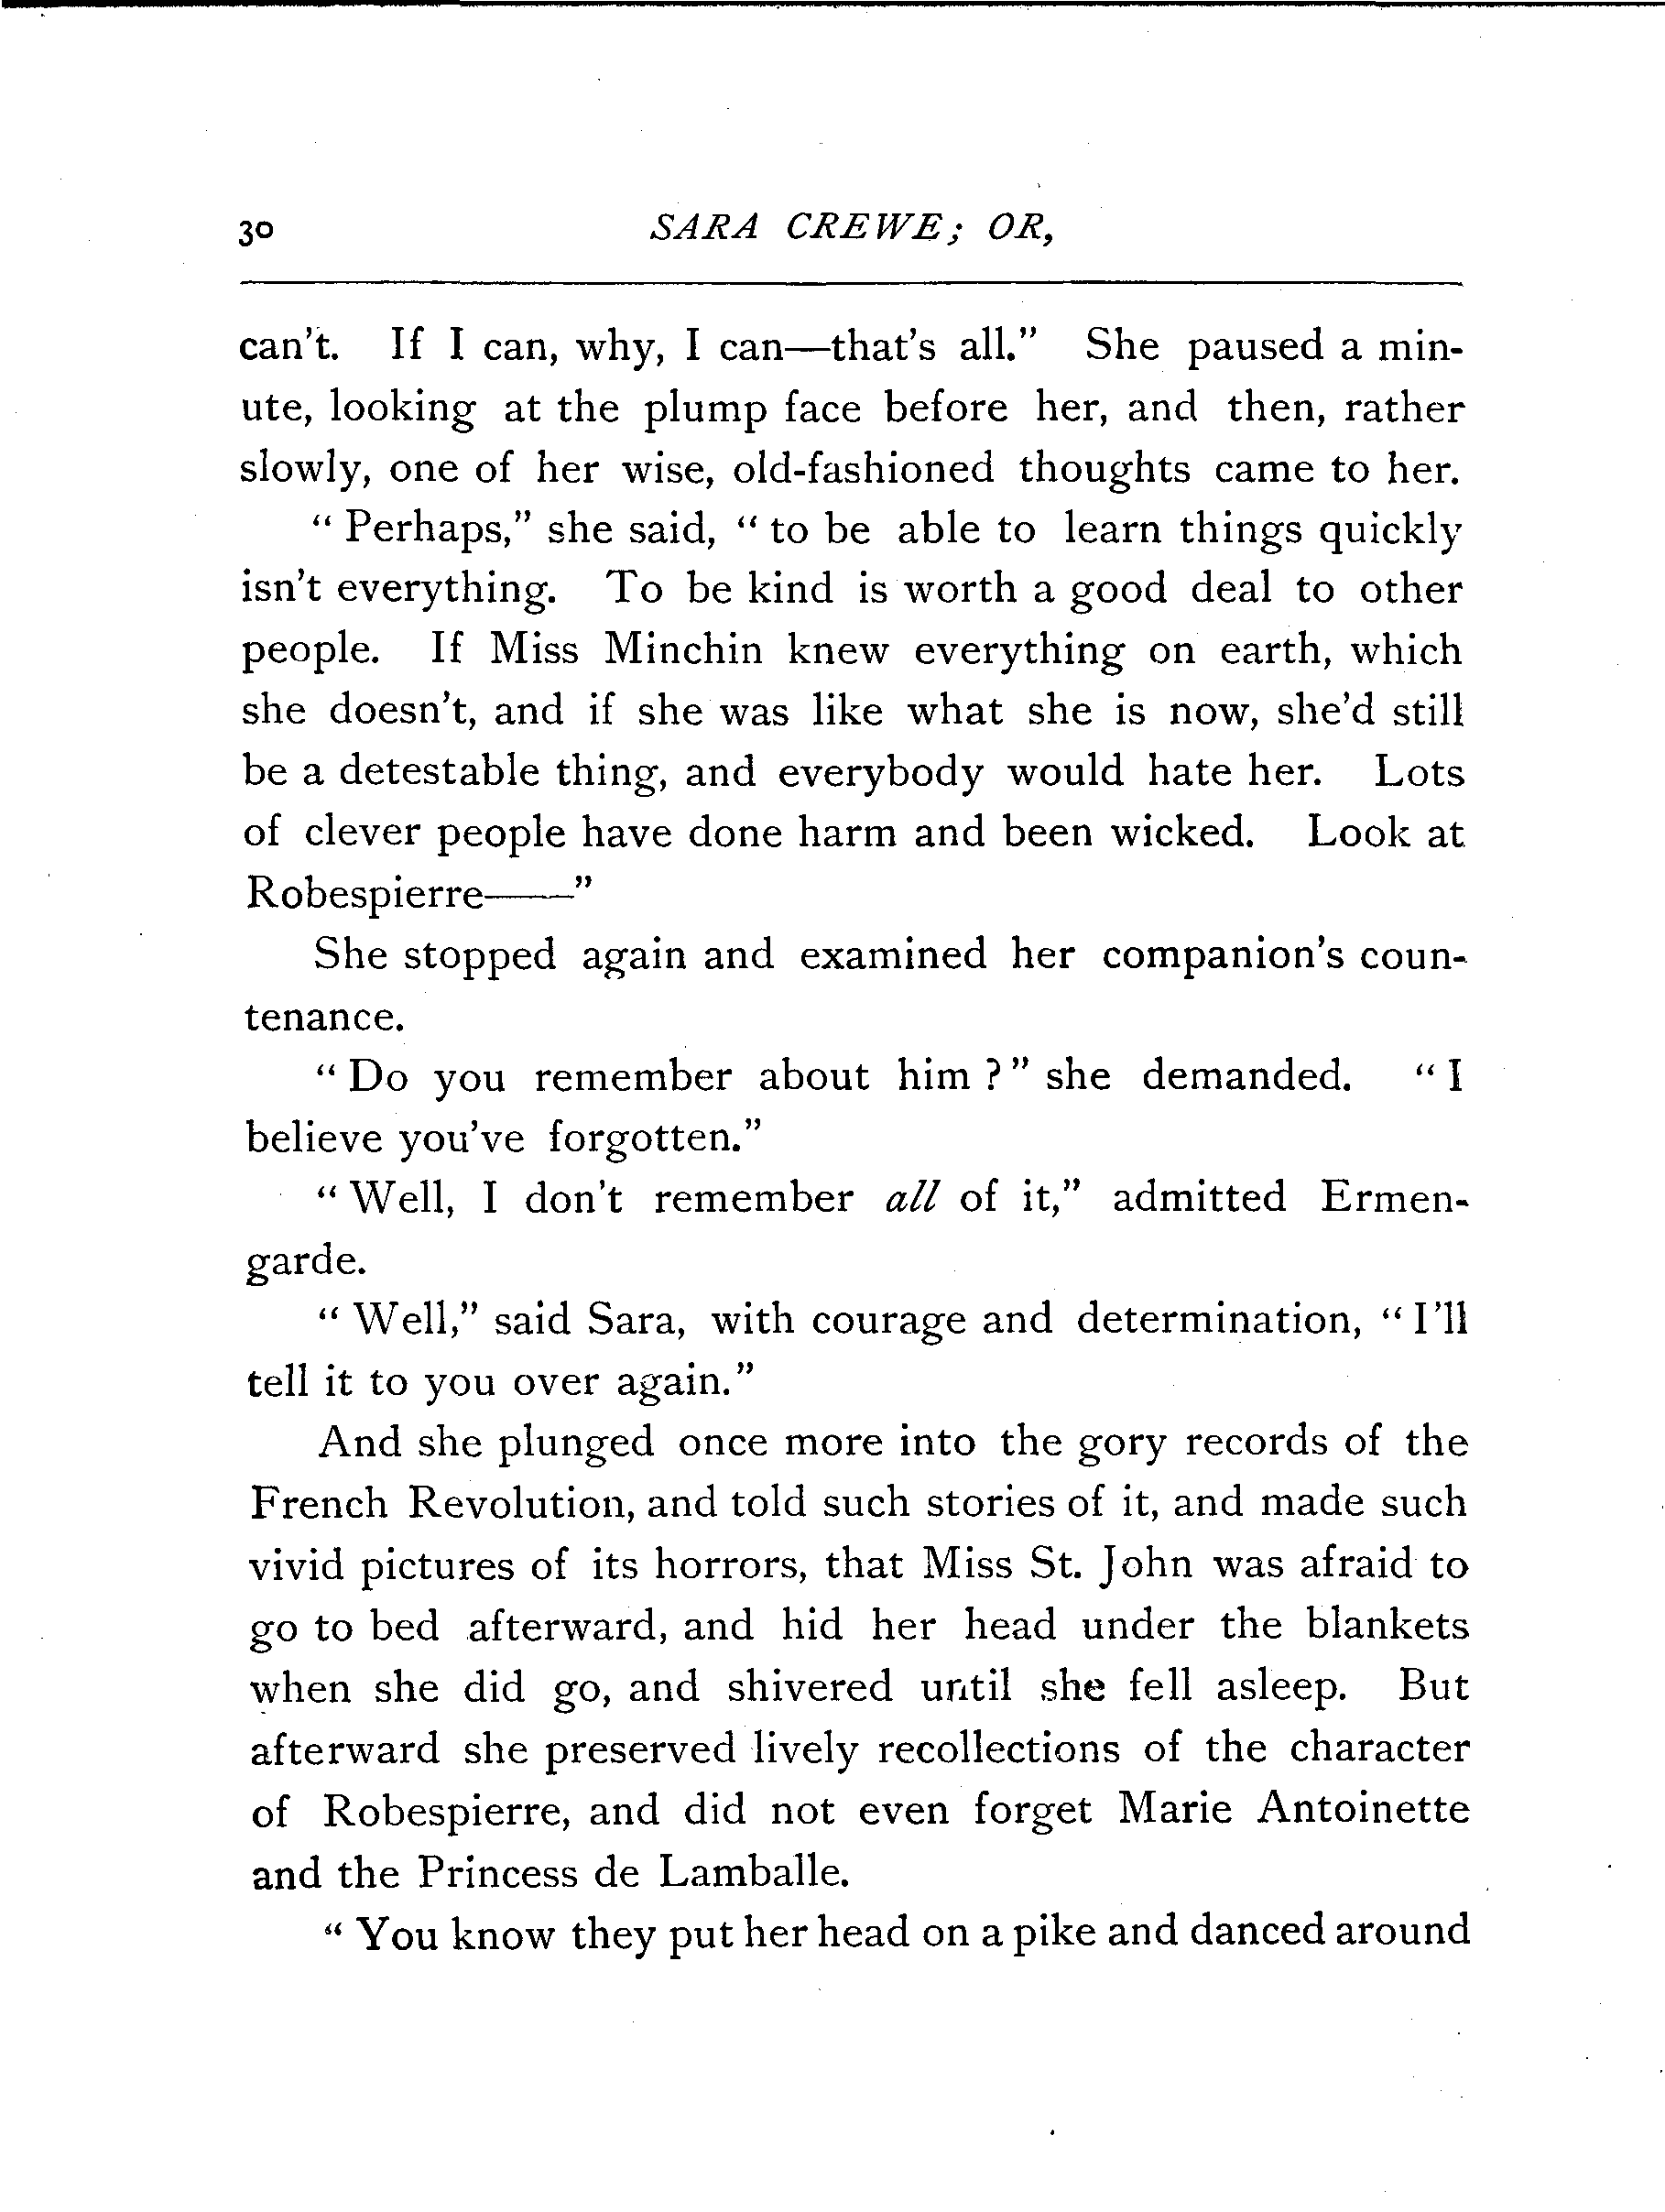 30 SARA CREWE; OR,
can't. If I can, why, I can—that's all." She paused a min-
ute, looking at the plump face before her, and then, rather
slowly, one of her wise, old-fashioned thoughts came to her.
" Perhaps," she said, " to be able to learn things quickly
isn't everything. To be kind is worth a good deal to other
people. If Miss Minchin knew everything on earth, which
she doesn't, and if she was like what she is now, she'd still
be a detestable thing, and everybody would hate her. Lots
of clever people have done harm and been wicked. Look at
Robespierre——"
She stopped again and examined her companion's coun-
tenance.
" Do you remember about him ? " she demanded. " I
believe you've forgotten."
" Well, I don't remember all of it," admitted Ermen-
garde.
" Well," said Sara, with courage and determination, " I'll
tell it to you over again."
And she plunged once more into the gory records of the
French Revolution, and told such stories of it, and made such
vivid pictures of its horrors, that Miss St. John was afraid to
go to bed afterward, and hid her head under the blankets
when she did go, and shivered until she fell asleep. But
afterward she preserved lively recollections of the character
of Robespierre, and did not even forget Marie Antoinette
and the Princess de Lamballe.
" You know they put her head on a pike and danced around